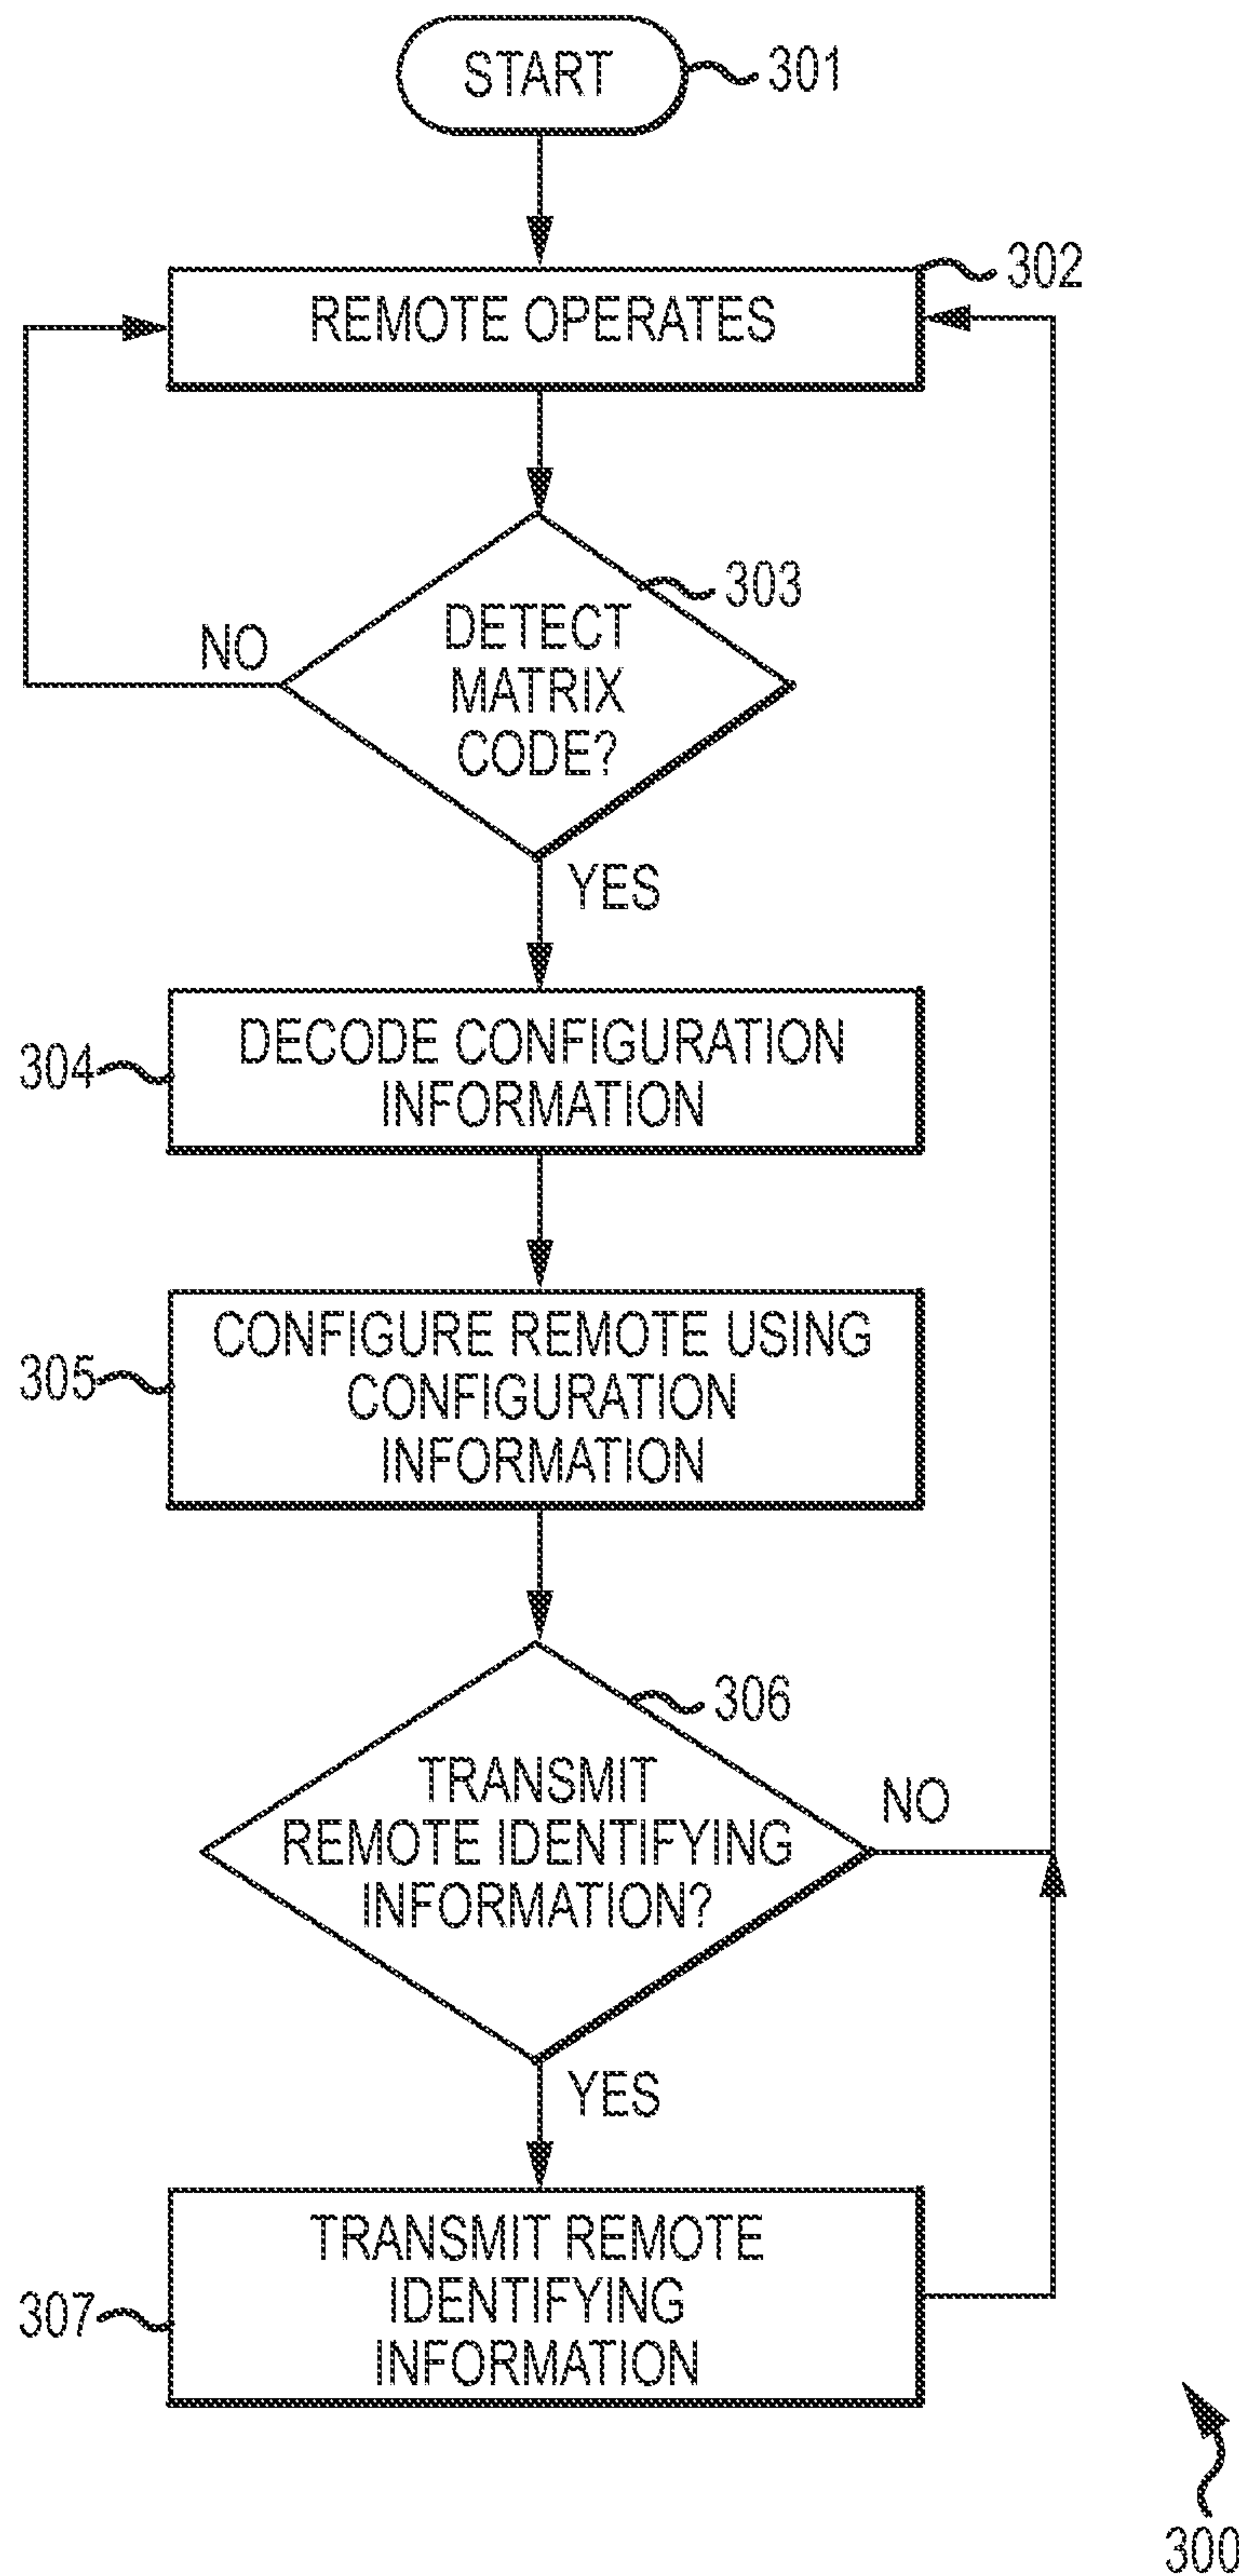 START
301
302
REMOTE OPERATES
303
DETECT
MATRIX
CODE?
NO
YES
304
DECODE CONFIGURATION
INFORMATION
305
CONFIGURE REMOTE USING
CONFIGURATION
INFORMATION
306
TRANSMIT
REMOTE IDENTIFYING
INFORMATION?
NO
YES
307
TRANSMIT REMOTE
IDENTIFYING
INFORMATION
300